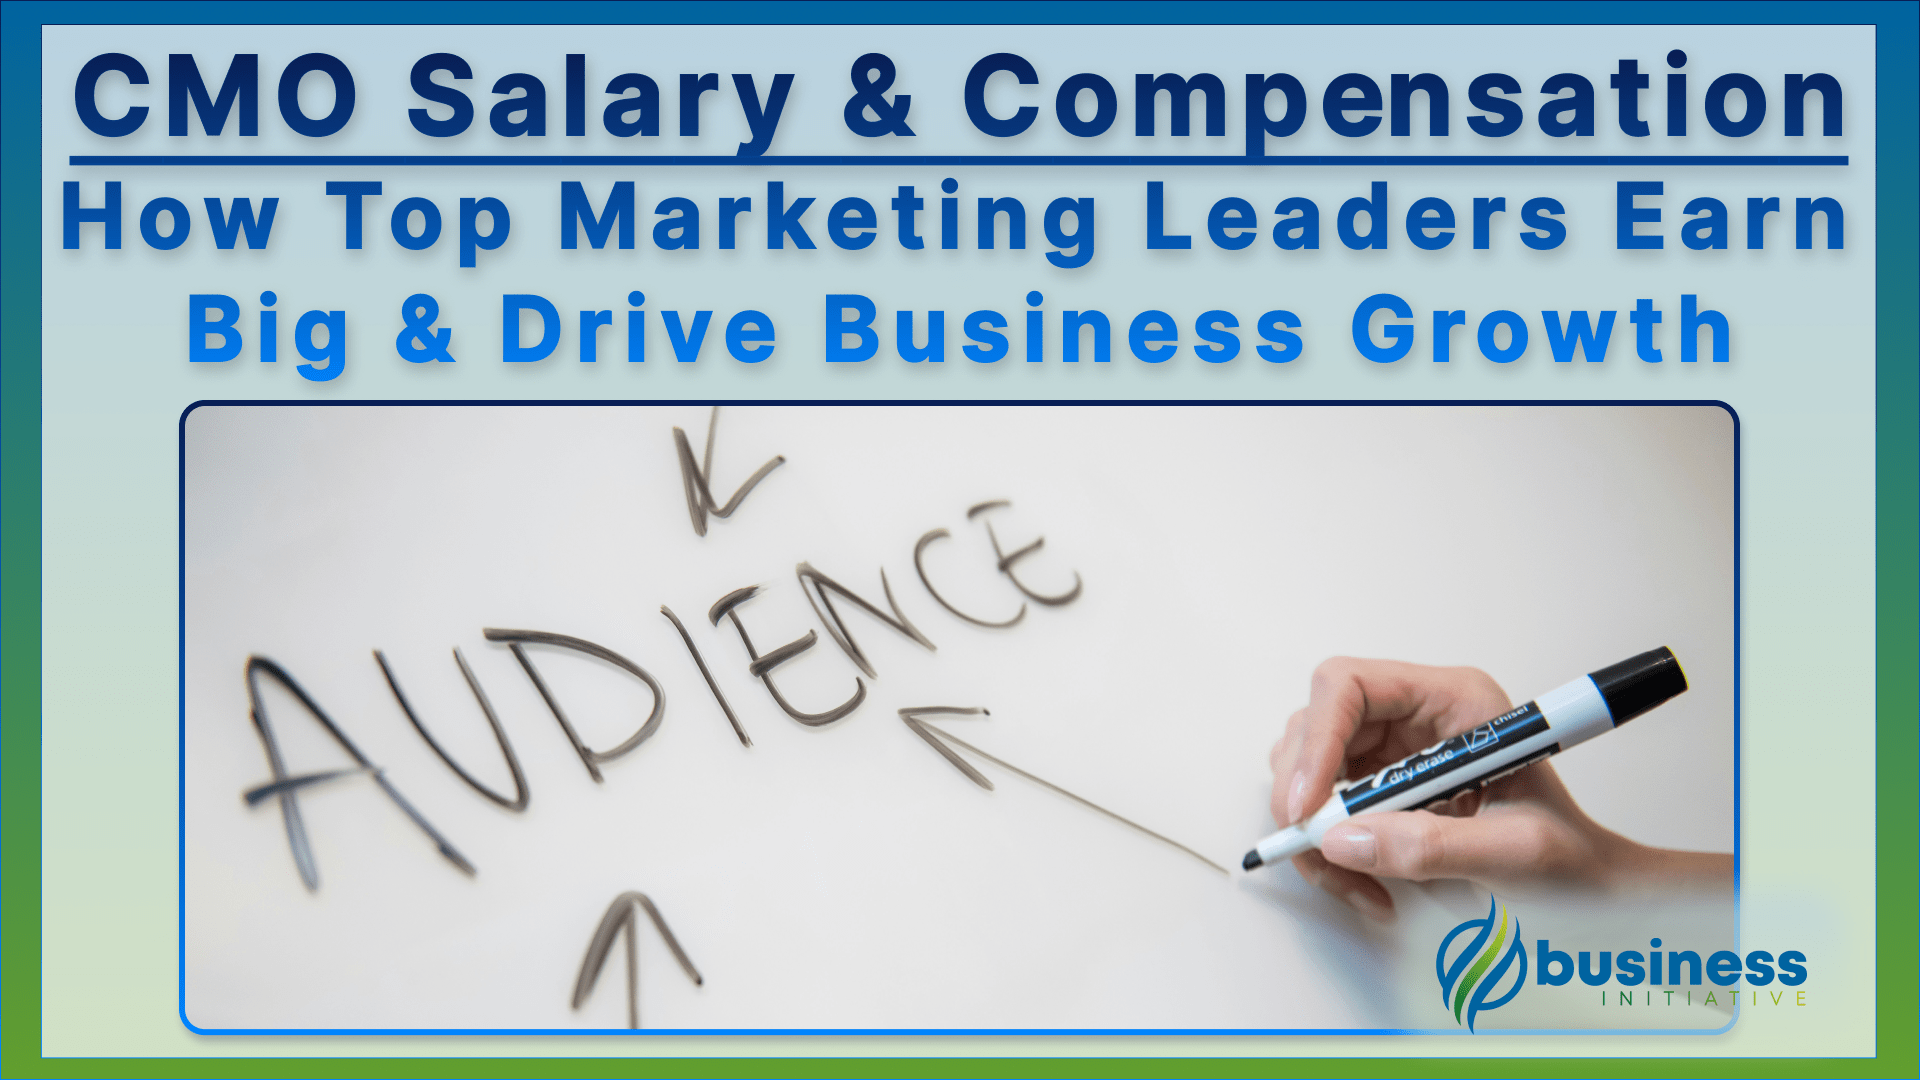 CMO Salary & Compensation
How Top Marketing Leaders Earn
Big & Drive Business Growth
AUDIENCE
chisel
dry erase
business
INITIATIVE